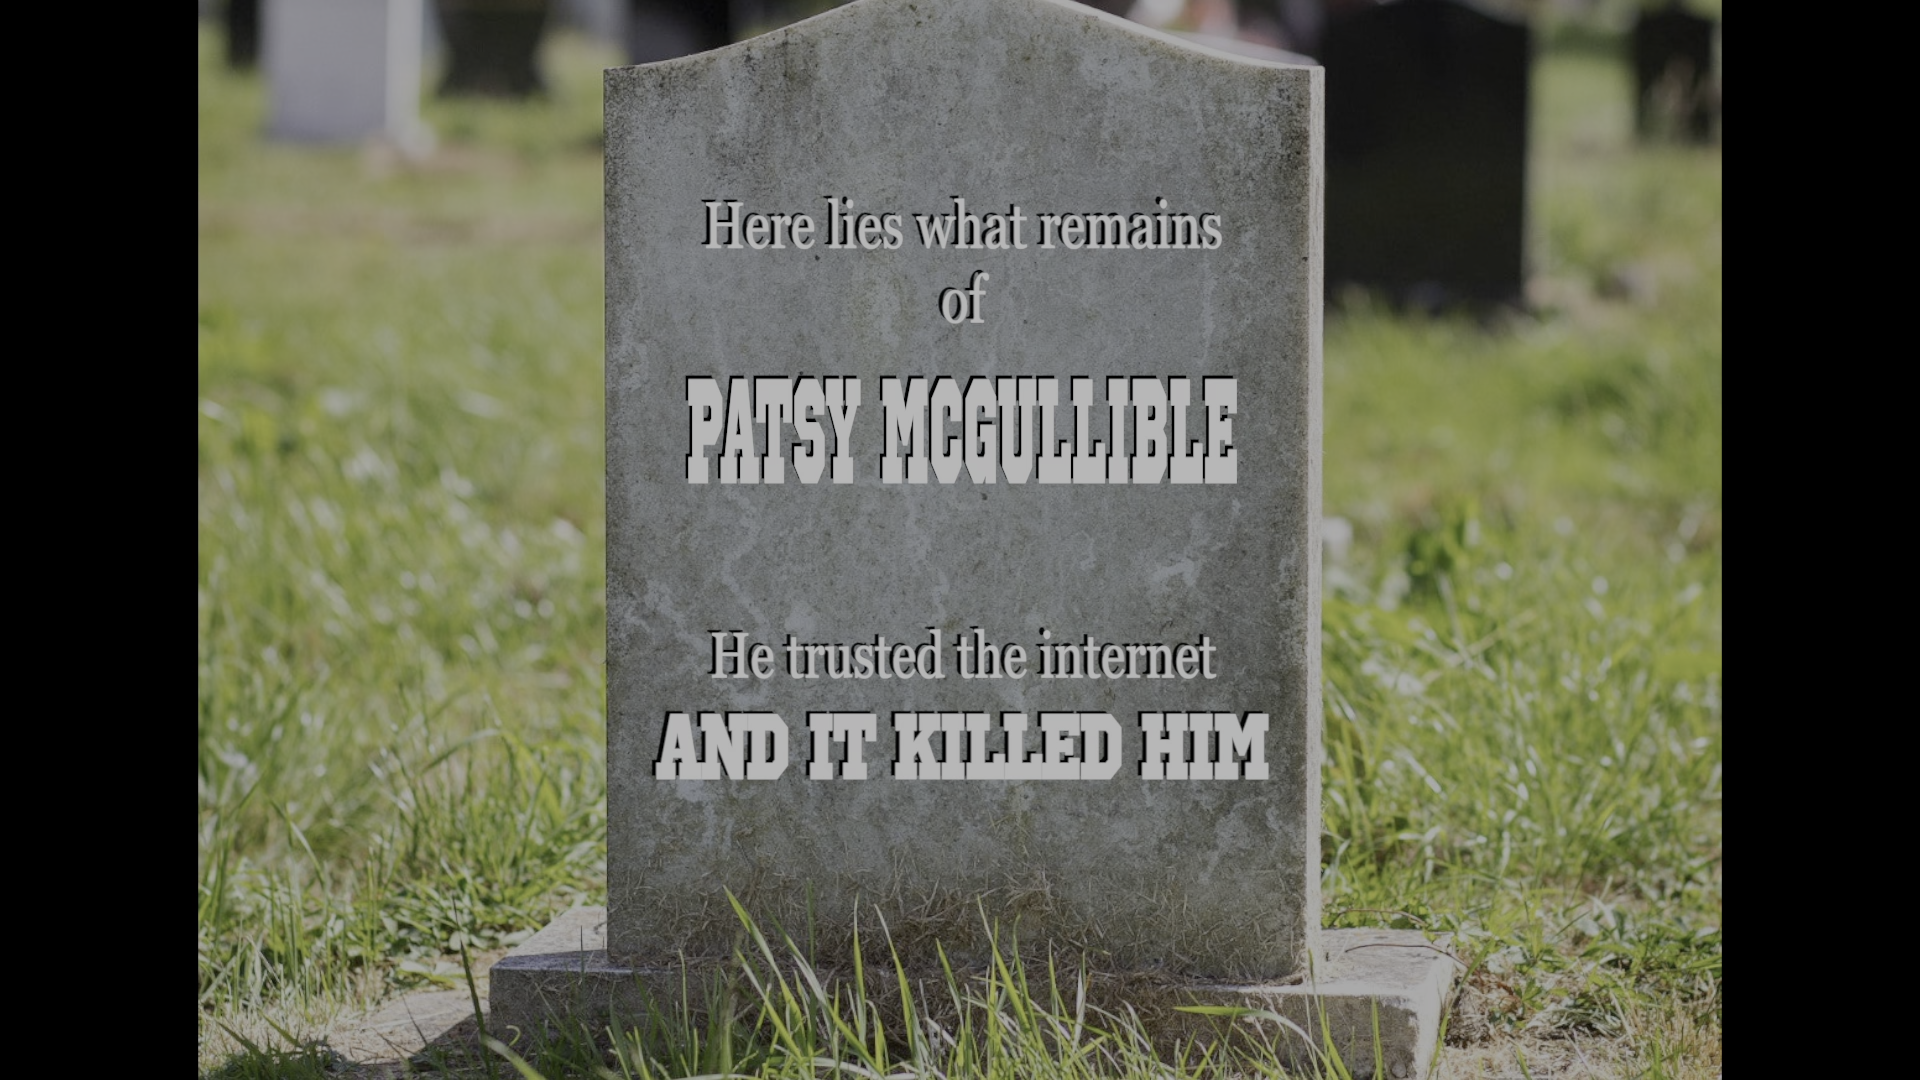 Here lies what remains
of
PATSY MCGULLIBLE
He trusted the internet
AND IT KILLED HIM